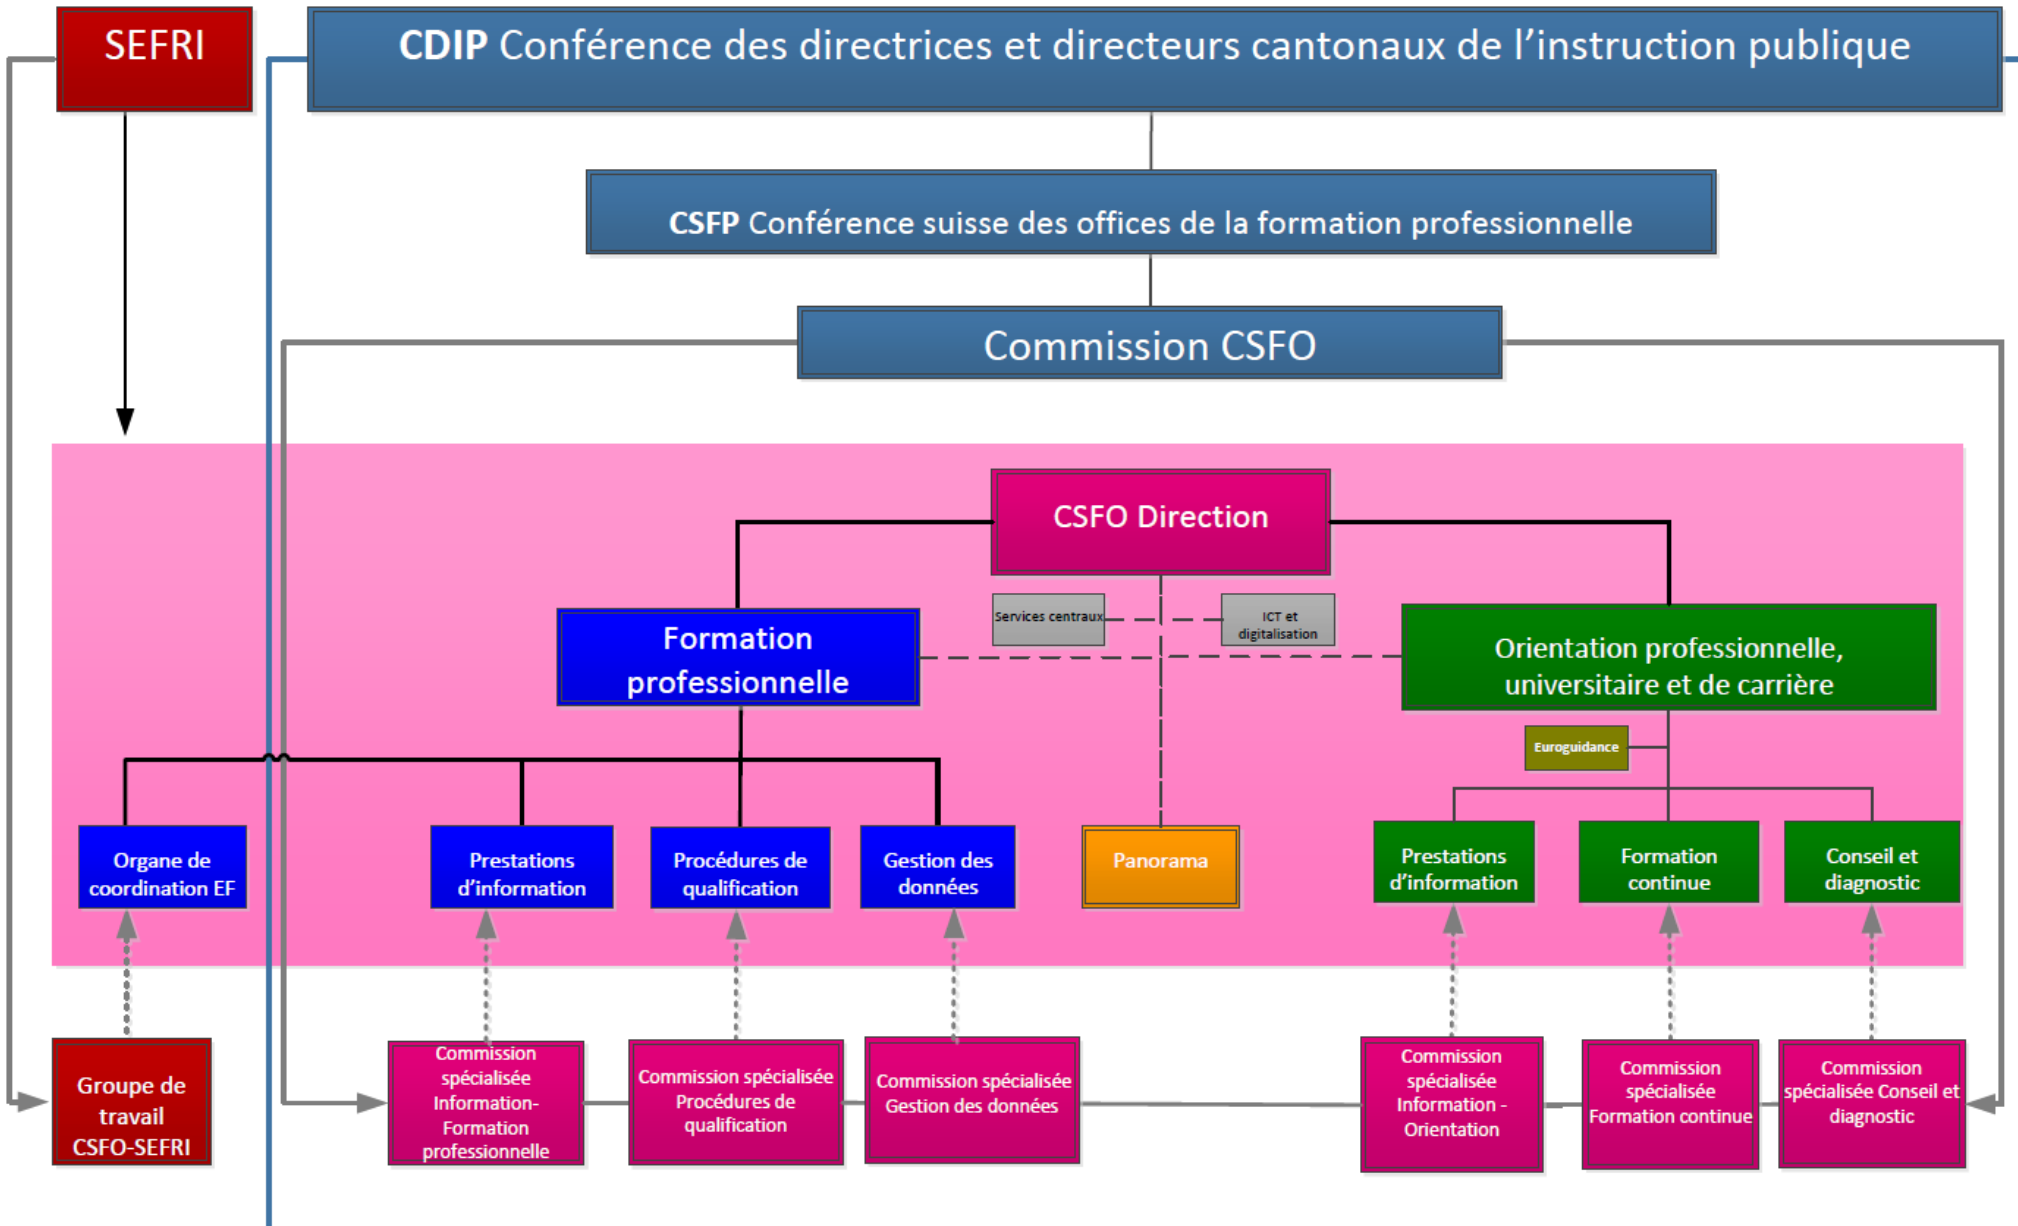 SEFRI
CDIP Conférence des directrices et directeurs cantonaux de l'instruction publique
CSFP Conférence suisse des offices de la formation professionnelle
Commission CSFO
CSFO Direction
Services centraux
ICT et
digitalisation
Formation
professionnelle
Orientation professionnelle,
universitaire et de carrière
Euroguidance
Organe de
coordination EF
Prestations
d'information
Procédures de
qualification
Gestion des
données
Panorama
Prestations
d'information
Formation
continue
Conseil et
diagnostic
Groupe de
travail
CSFO-SEFRI
Commission
spécialisée
Information-
Formation
professionnelle
Commission spécialisée
Procédures de
qualification
Commission spécialisée
Gestion des données
Commission
spécialisée
Information -
Orientation
Commission
spécialisée
Formation continue
Commission
spécialisée Conseil et
diagnostic